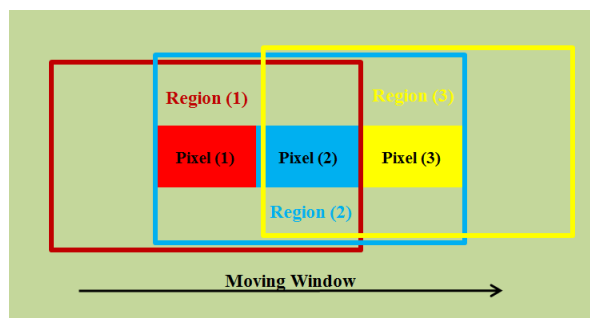 Region (1)
Region (3)
Pixel (1)
Pixel (2)
Pixel (3)
Region (2)
Moving Window